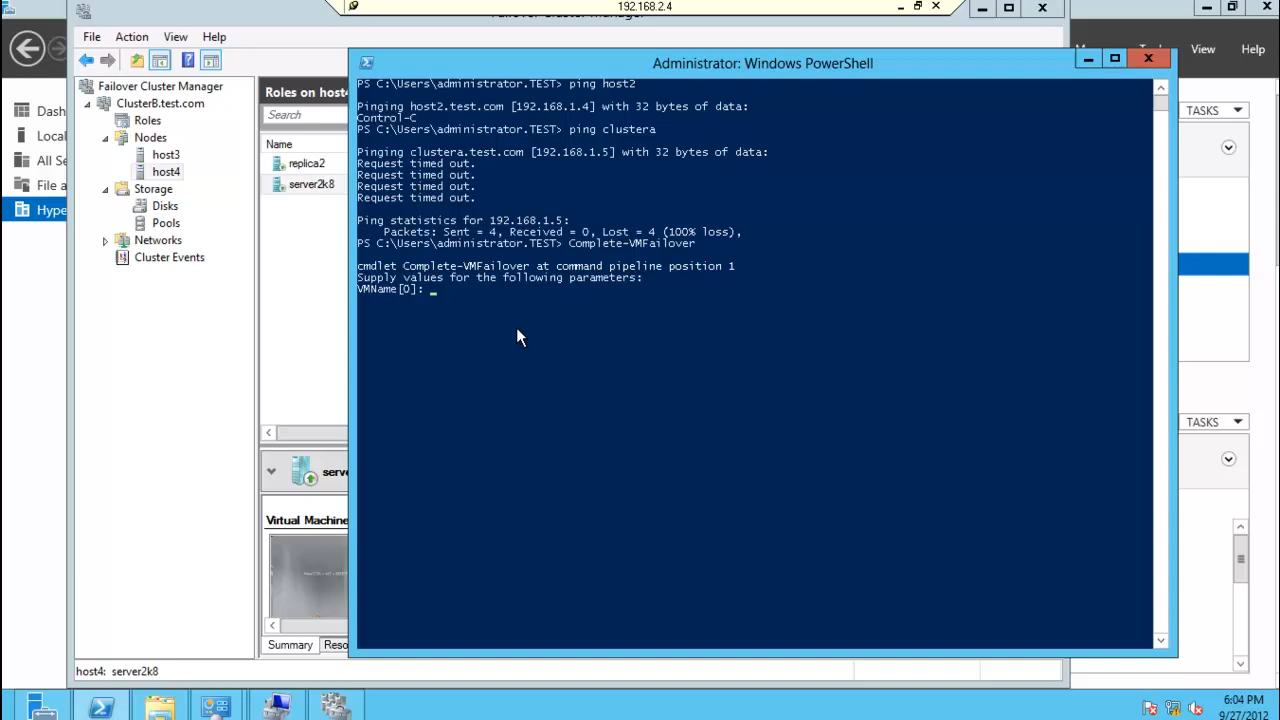 192.168.2.4
Failover Cluster Manager
File Action View Help
View Help
Administrator: Windows PowerShell
Failover Cluster Manager
ClusterB.test.com
Roles
Nodes
host3
host4
Storage
Disks
Pools
Networks
Cluster Events
Dash
Local
All Se
File a
Hype
Roles on host4
Search
Name
replica2
server2k8
PS C:\Users\administrator.TEST> ping host2
Pinging host2.test.com [192.168.1.4] with 32 bytes of data:
Control-C
PS C:\Users\administrator.TEST> ping clustera
Pinging clustera.test.com [192.168.1.5] with 32 bytes of data:
Request timed out.
Request timed out.
Request timed out.
Request timed out.
Ping statistics for 192.168.1.5:
Packets: Sent = 4, Received = 0, Lost = 4 (100% loss),
PS C:\Users\administrator.TEST> Complete-VMFailover
cmdlet Complete-VMFailover at command pipeline position 1
Supply values for the following parameters:
VMName[0]: _
TASKS
TASKS
serve
Virtual Machine
Summary Reso
host4: server2k8
6:04 PM
9/27/2012